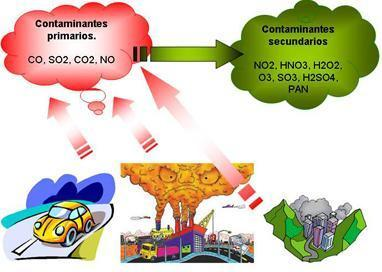 Contaminantes
primarios.
CO, SO2, CO2, NO
Contaminantes
secundarios
NO2, HNO3, H2O2,
O3, SO3, H2SO4,
PAN